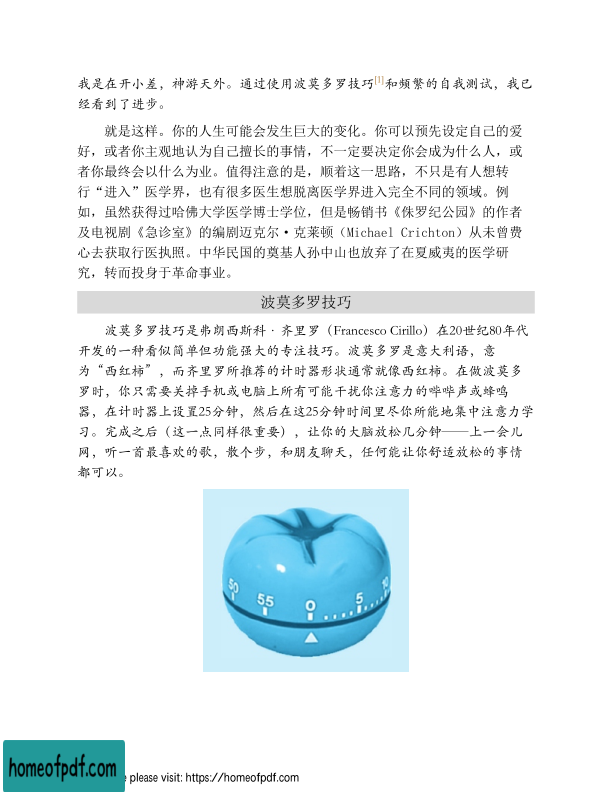 我是在开小差，神游天外。通过使用波莫多罗技巧[1]和频繁的自我测试，我已
经看到了进步。
就是这样。你的人生可能会发生巨大的变化。你可以预先设定自己的爱
好，或者你主观地认为自己擅长的事情，不一定要决定你会成为什么人，或
者你最终会以什么为业。值得注意的是，顺着这一思路，不只是有人想转
行“进入”医学界，也有很多医生想脱离医学界进入完全不同的领域。例
如，虽然获得过哈佛大学医学博士学位，但是畅销书《侏罗纪公园》的作者
及电视剧《急诊室》的编剧迈克尔·克莱顿（Michael Crichton）从未曾费
心去获取行医执照。中华民国的奠基人孙中山也放弃了在夏威夷的医学研
究，转而投身于革命事业。
波莫多罗技巧
波莫多罗技巧是弗朗西斯科·齐里罗（Francesco Cirillo）在20世纪80年代
开发的一种看似简单但功能强大的专注技巧。波莫多罗是意大利语，意
为“西红柿”，而齐里罗所推荐的计时器形状通常就像西红柿。在做波莫多
罗时，你只需要关掉手机或电脑上所有可能干扰你注意力的哔哔声或蜂鸣
器，在计时器上设置25分钟，然后在这25分钟时间里尽你所能地集中注意力学
习。完成之后（这一点同样很重要），让你的大脑放松几分钟——上一会儿
网，听一首最喜欢的歌，散个步，和朋友聊天，任何能让你舒适放松的事情
都可以。
50 55 0 5 10
homeofpdf.com
please visit: https://homeofpdf.com